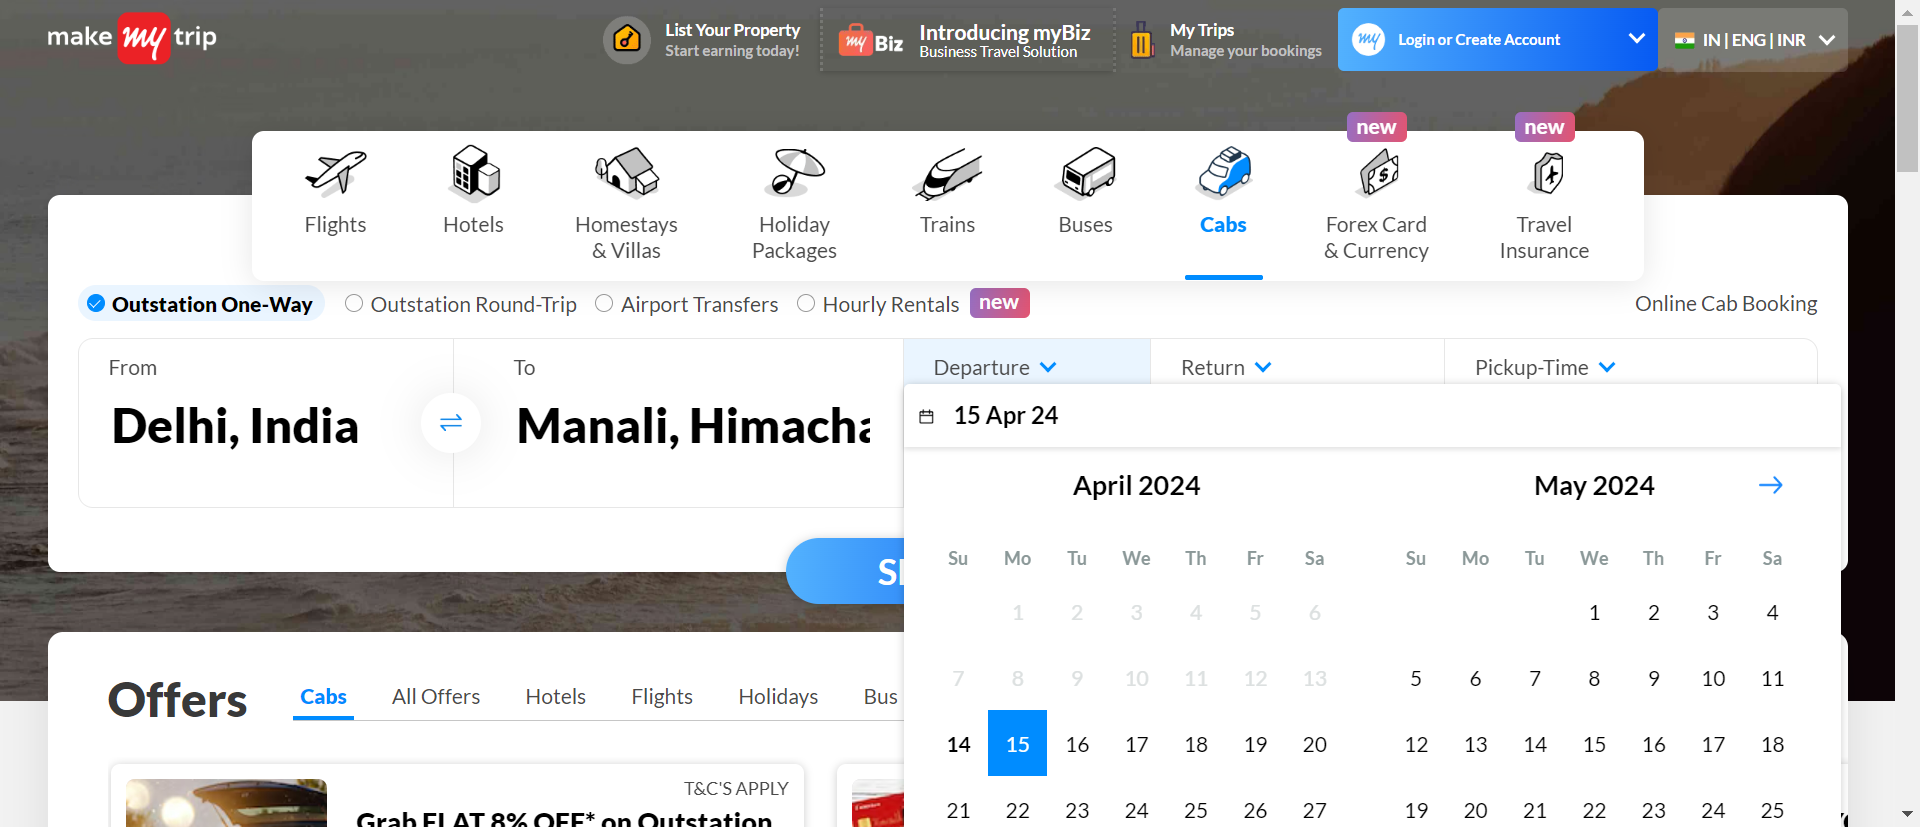 make my trip
List Your Property
Start earning today!
my Biz
Introducing myBiz
Business Travel Solution
My Trips
Manage your bookings
my
Login or Create Account
IN | ENG | INR
new
new
Flights
Hotels
Homestays
& Villas
Holiday
Packages
Trains
Buses
Cabs
Forex Card
& Currency
Travel
Insurance
Outstation One-Way
Outstation Round-Trip
Airport Transfers
Hourly Rentals
new
Online Cab Booking
From
To
Departure
Return
Pickup-Time
Delhi, India
Manali, Himacha
15 Apr 24
April 2024
May 2024
Su Mo Tu We Th Fr Sa
1 2 3 4 5 6
7 8 9 10 11 12 13
14 15 16 17 18 19 20
21 22 23 24 25 26 27
Su Mo Tu We Th Fr Sa
1 2 3 4
5 6 7 8 9 10 11
12 13 14 15 16 17 18
19 20 21 22 23 24 25
Offers
Cabs
All Offers
Hotels
Flights
Holidays
Bus
T&C'S APPLY
Grab FLAT 8% OFF* on Outstation